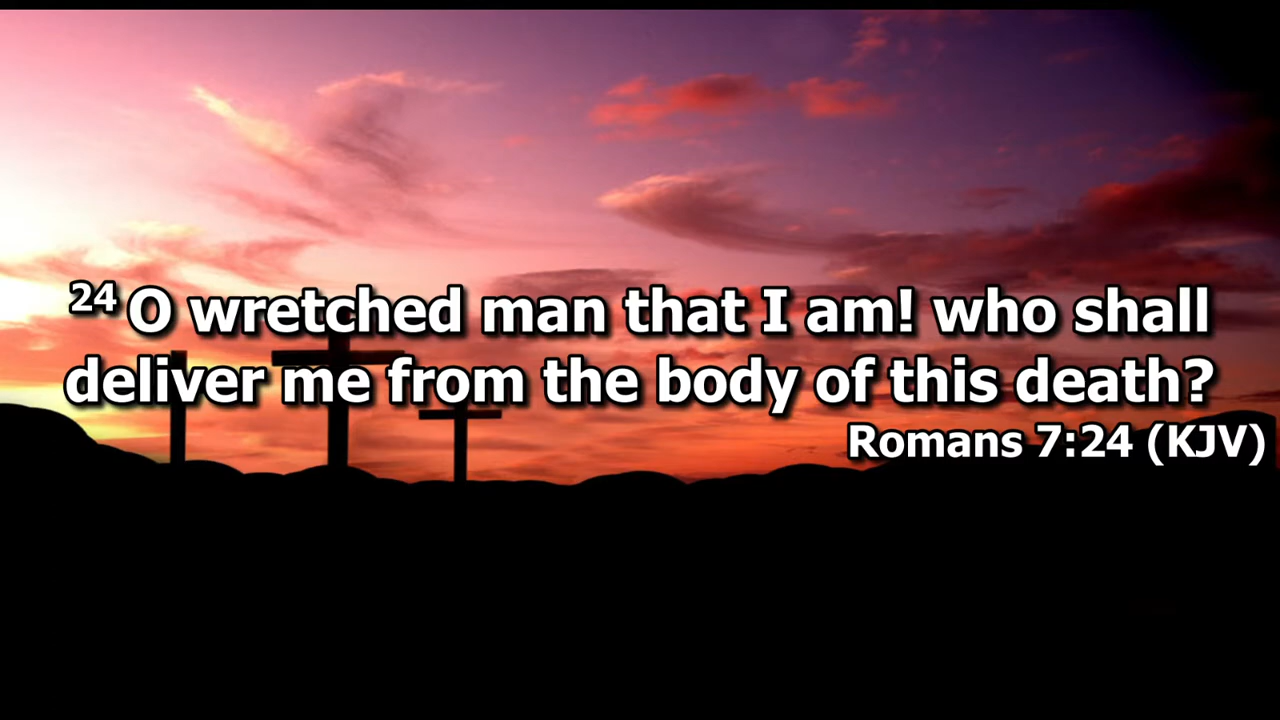 24 O wretched man that I am! who shall
deliver me from the body of this death?
Romans 7:24 (KJV)